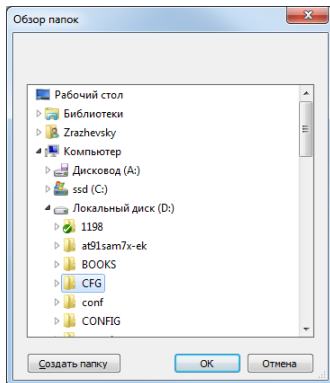 Обзор папок
Рабочий стол
Библиотеки
Zrazhevsky
Компьютер
Дисковод (A:)
ssd (C:)
Локальный диск (D:)
1198
at91sam7x-ek
BOOKS
CFG
conf
CONFIG
Создать папку
ОК
Отмена